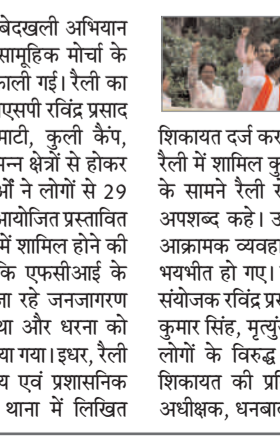 बेदखली अभियान
सामूहिक मोर्चा के
काली गई। रैली का
एसपी रविंद्र प्रसाद
माटी, कुली कैंप,
न्न क्षेत्रों से होकर
ओं ने लोगों से 29
आयोजित प्रस्तावित
में शामिल होने की
कि एफसीआई के
जा रहे जनजागरण
था और धरना को
या गया। इधर, रैली
य एवं प्रशासनिक
थाना में लिखित
शिकायत दर्ज कर
रैली में शामिल कु
के सामने रैली रो
अपशब्द कहे। उ
आक्रामक व्यवहा
भयभीत हो गए।
संयोजक रविंद्र प्रस
कुमार सिंह, मृत्युं
लोगों के विरुद्ध
शिकायत की प्रति
अधीक्षक, धनबाद